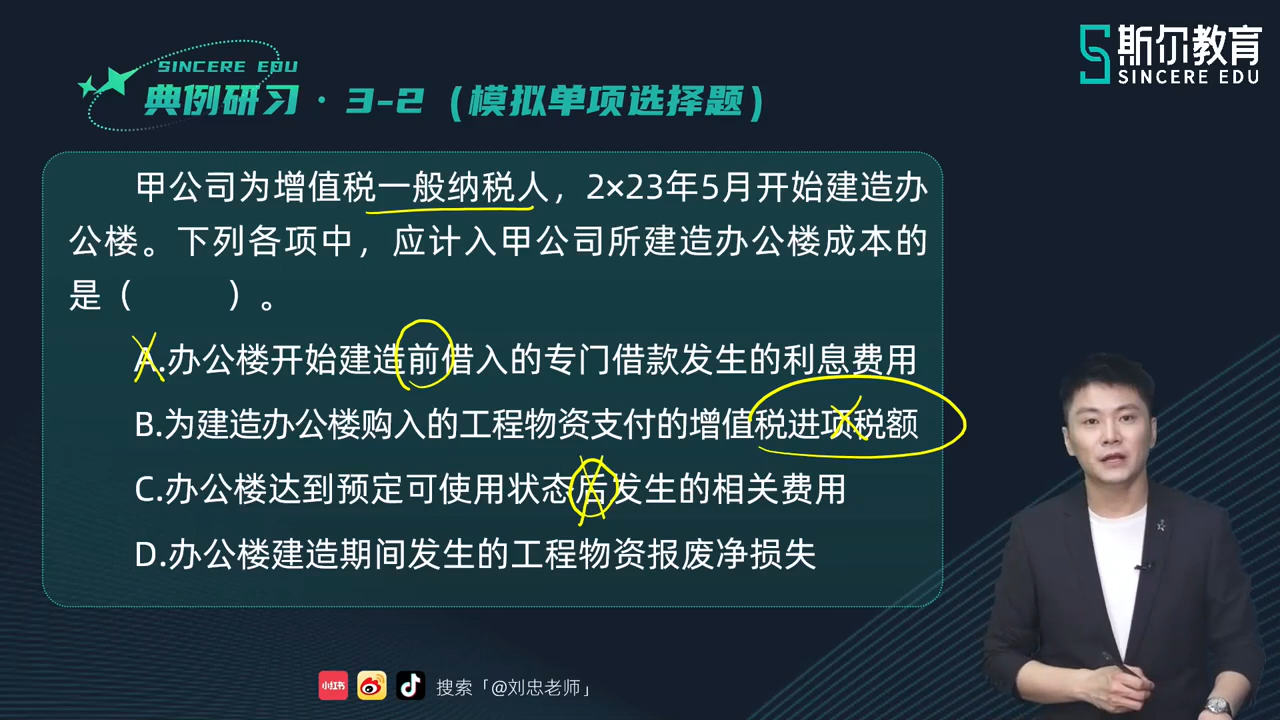 斯尔教育
SINCERE EDU
SINCERE EDU
典例研习·3-2（模拟单项选择题）
甲公司为增值税一般纳税人，2×23年5月开始建造办
公楼。下列各项中，应计入甲公司所建造办公楼成本的
是（　　）。
A.办公楼开始建造前借入的专门借款发生的利息费用
B.为建造办公楼购入的工程物资支付的增值税进项税额
C.办公楼达到预定可使用状态后发生的相关费用
D.办公楼建造期间发生的工程物资报废净损失
小红书
搜索「@刘忠老师」